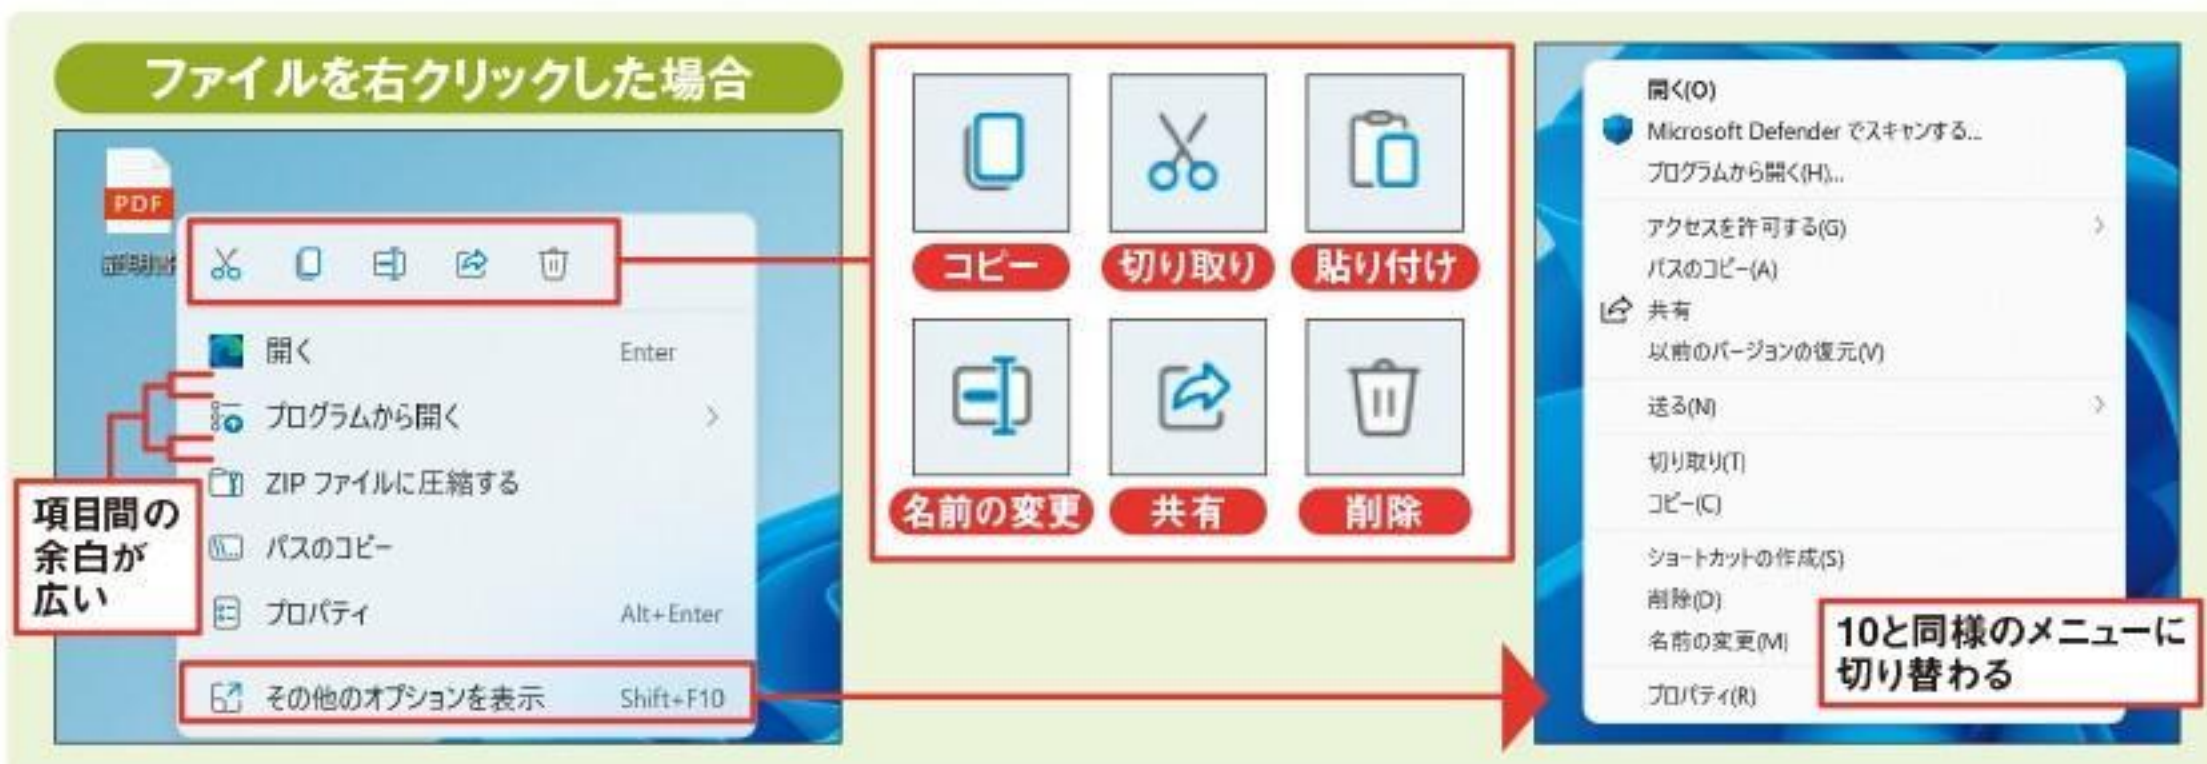 ファイルを右クリックした場合
PDF
証明書
開く Enter
プログラムから開く
ZIP ファイルに圧縮する
パスのコピー
プロパティ Alt+Enter
その他のオプションを表示 Shift+F10
項目間の
余白が
広い
コピー
切り取り
貼り付け
名前の変更
共有
削除
開く(O)
Microsoft Defender でスキャンする...
プログラムから開く(H)...
アクセスを許可する(G)
パスのコピー(A)
共有
以前のバージョンの復元(V)
送る(N)
切り取り(T)
コピー(C)
ショートカットの作成(S)
削除(D)
名前の変更(M)
プロパティ(R)
10と同様のメニューに
切り替わる